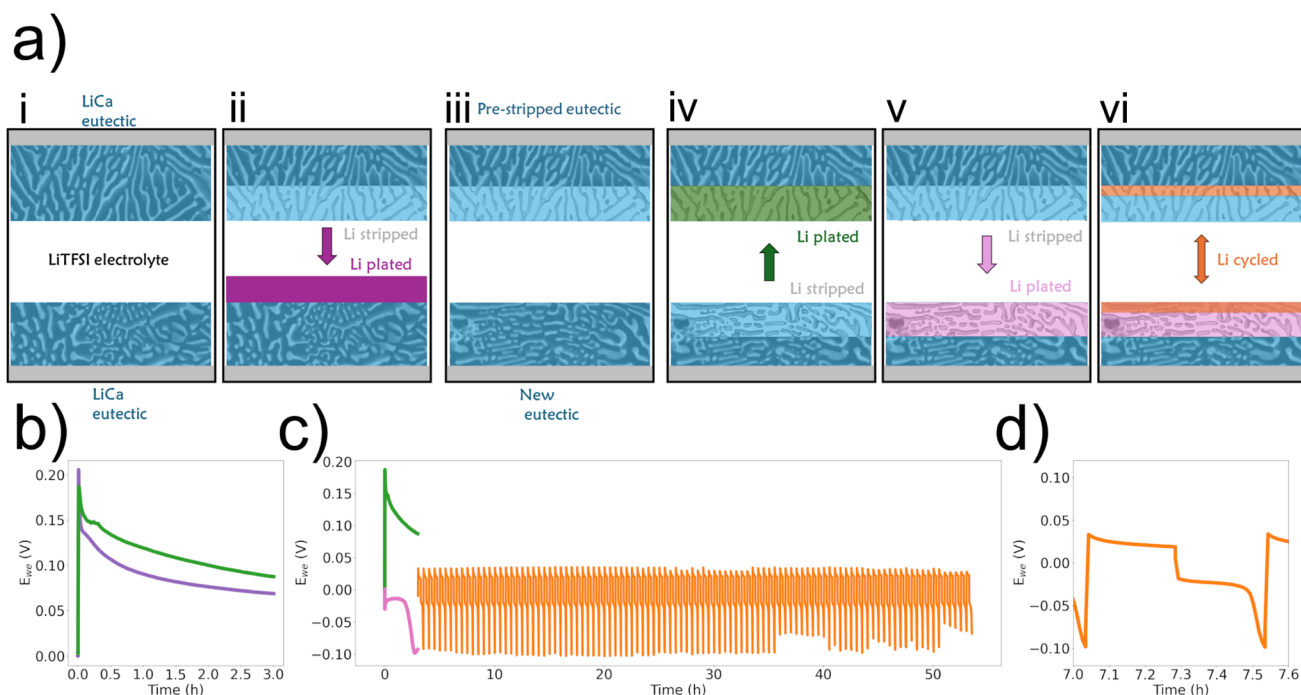 a)
i
ii
iii
iv
v
vi
LiCa
eutectic
Pre-stripped eutectic
LiTFSI electrolyte
Li stripped
Li plated
Li plated
Li stripped
Li stripped
Li plated
Li cycled
LiCa
eutectic
New
eutectic
b)
0.20
0.15
0.10
0.05
0.00
E_we (V)
0.0 0.5 1.0 1.5 2.0 2.5 3.0
Time (h)
c)
0.20
0.15
0.10
0.05
0.00
−0.05
−0.10
E_we (V)
0 10 20 30 40 50
Time (h)
d)
0.10
0.05
0.00
−0.05
−0.10
E_we (V)
7.0 7.1 7.2 7.3 7.4 7.5 7.6
Time (h)